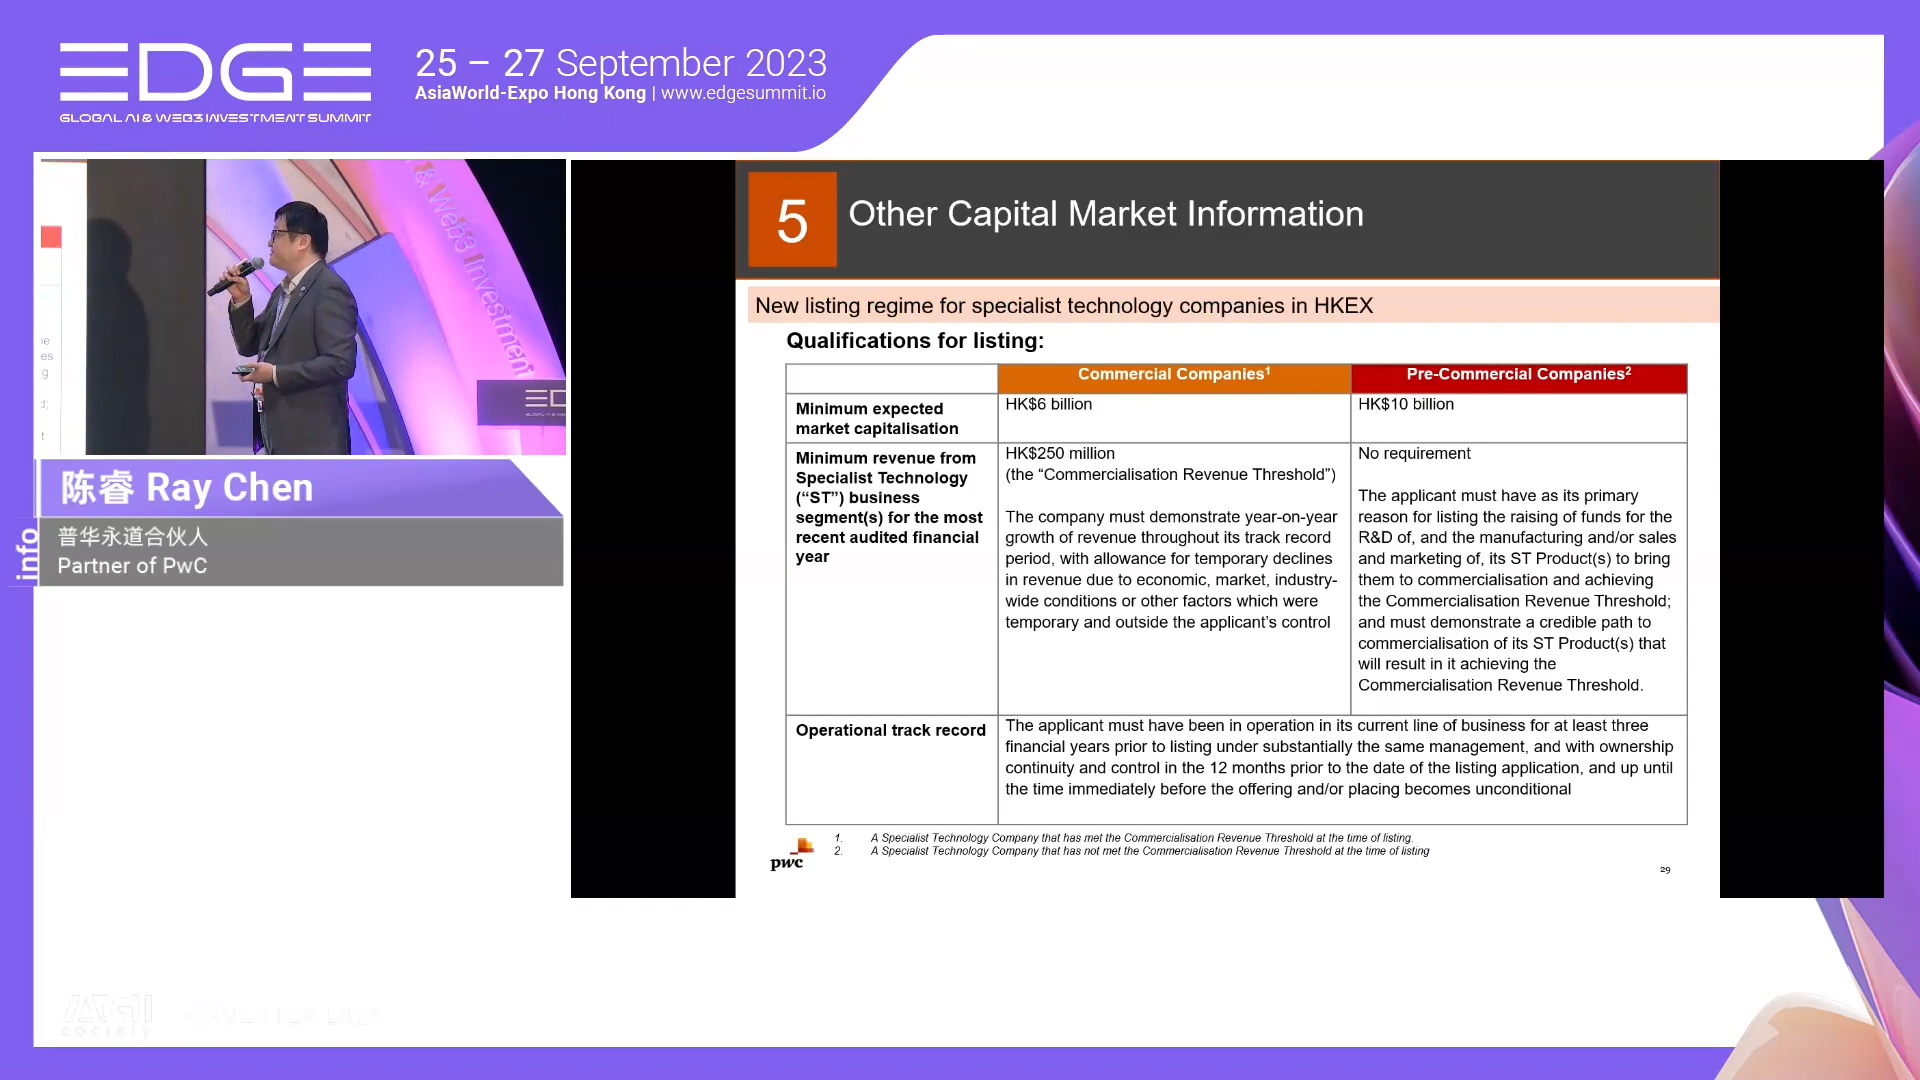 EDGE
GLOBAL AI & WEB3 INVESTMENT SUMMIT
25 – 27 September 2023
AsiaWorld-Expo Hong Kong | www.edgesummit.io
& Web3 Investment
陈睿 Ray Chen
info
普华永道合伙人
Partner of PwC
5
Other Capital Market Information
New listing regime for specialist technology companies in HKEX
Qualifications for listing:
Commercial Companies1
Pre-Commercial Companies2
Minimum expected
market capitalisation
HK$6 billion
HK$10 billion
Minimum revenue from
Specialist Technology
(“ST”) business
segment(s) for the most
recent audited financial
year
HK$250 million
(the “Commercialisation Revenue Threshold”)
The company must demonstrate year-on-year
growth of revenue throughout its track record
period, with allowance for temporary declines
in revenue due to economic, market, industry-
wide conditions or other factors which were
temporary and outside the applicant’s control
No requirement
The applicant must have as its primary
reason for listing the raising of funds for the
R&D of, and the manufacturing and/or sales
and marketing of, its ST Product(s) to bring
them to commercialisation and achieving
the Commercialisation Revenue Threshold;
and must demonstrate a credible path to
commercialisation of its ST Product(s) that
will result in it achieving the
Commercialisation Revenue Threshold.
Operational track record
The applicant must have been in operation in its current line of business for at least three
financial years prior to listing under substantially the same management, and with ownership
continuity and control in the 12 months prior to the date of the listing application, and up until
the time immediately before the offering and/or placing becomes unconditional
1. A Specialist Technology Company that has met the Commercialisation Revenue Threshold at the time of listing.
2. A Specialist Technology Company that has not met the Commercialisation Revenue Threshold at the time of listing
pwc
29
AGI
society